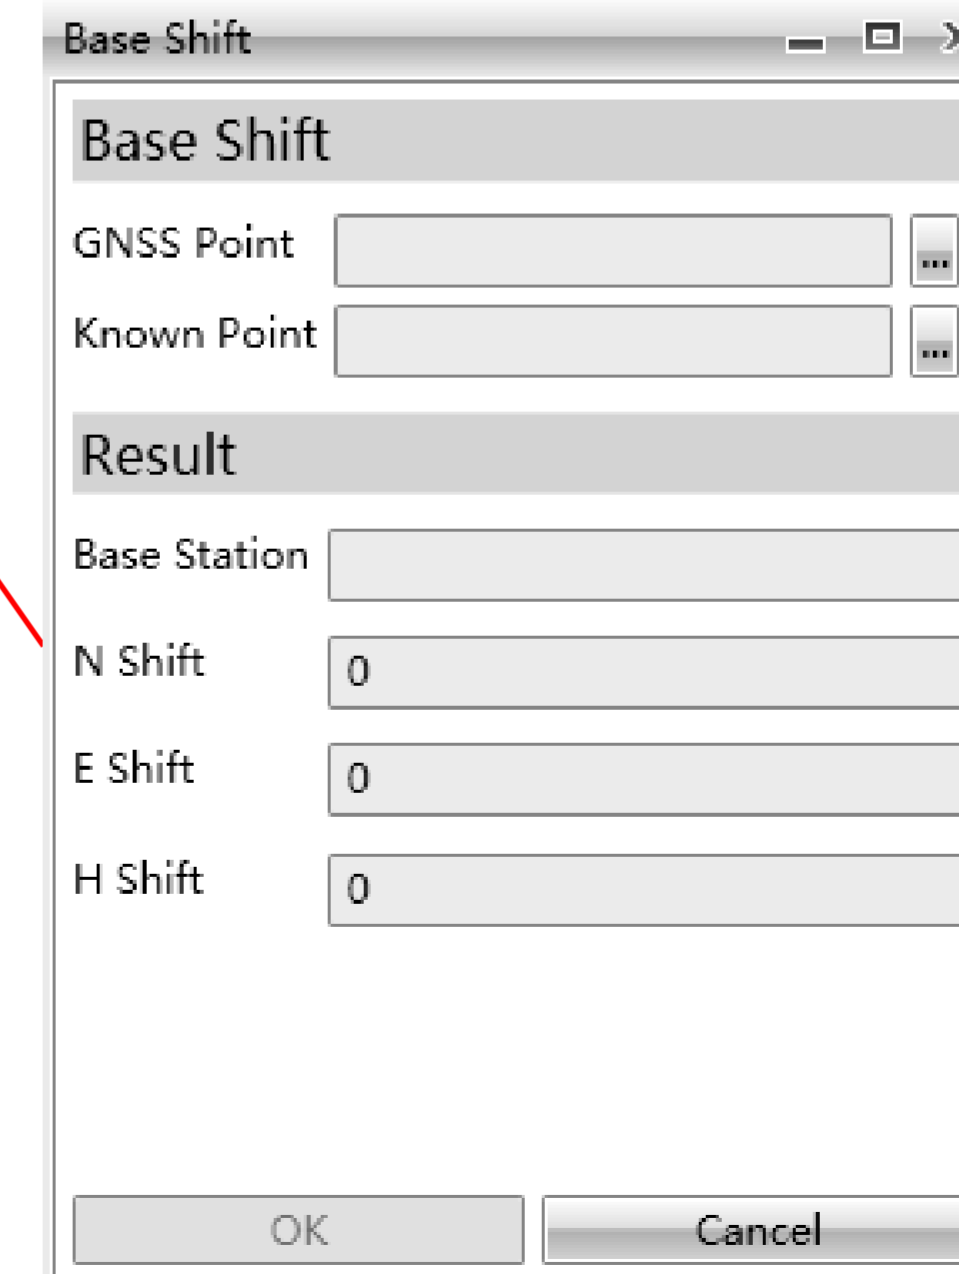 Base Shift
Base Shift
GNSS Point
...
Known Point
...
Result
Base Station
N Shift 0
E Shift 0
H Shift 0
OK Cancel